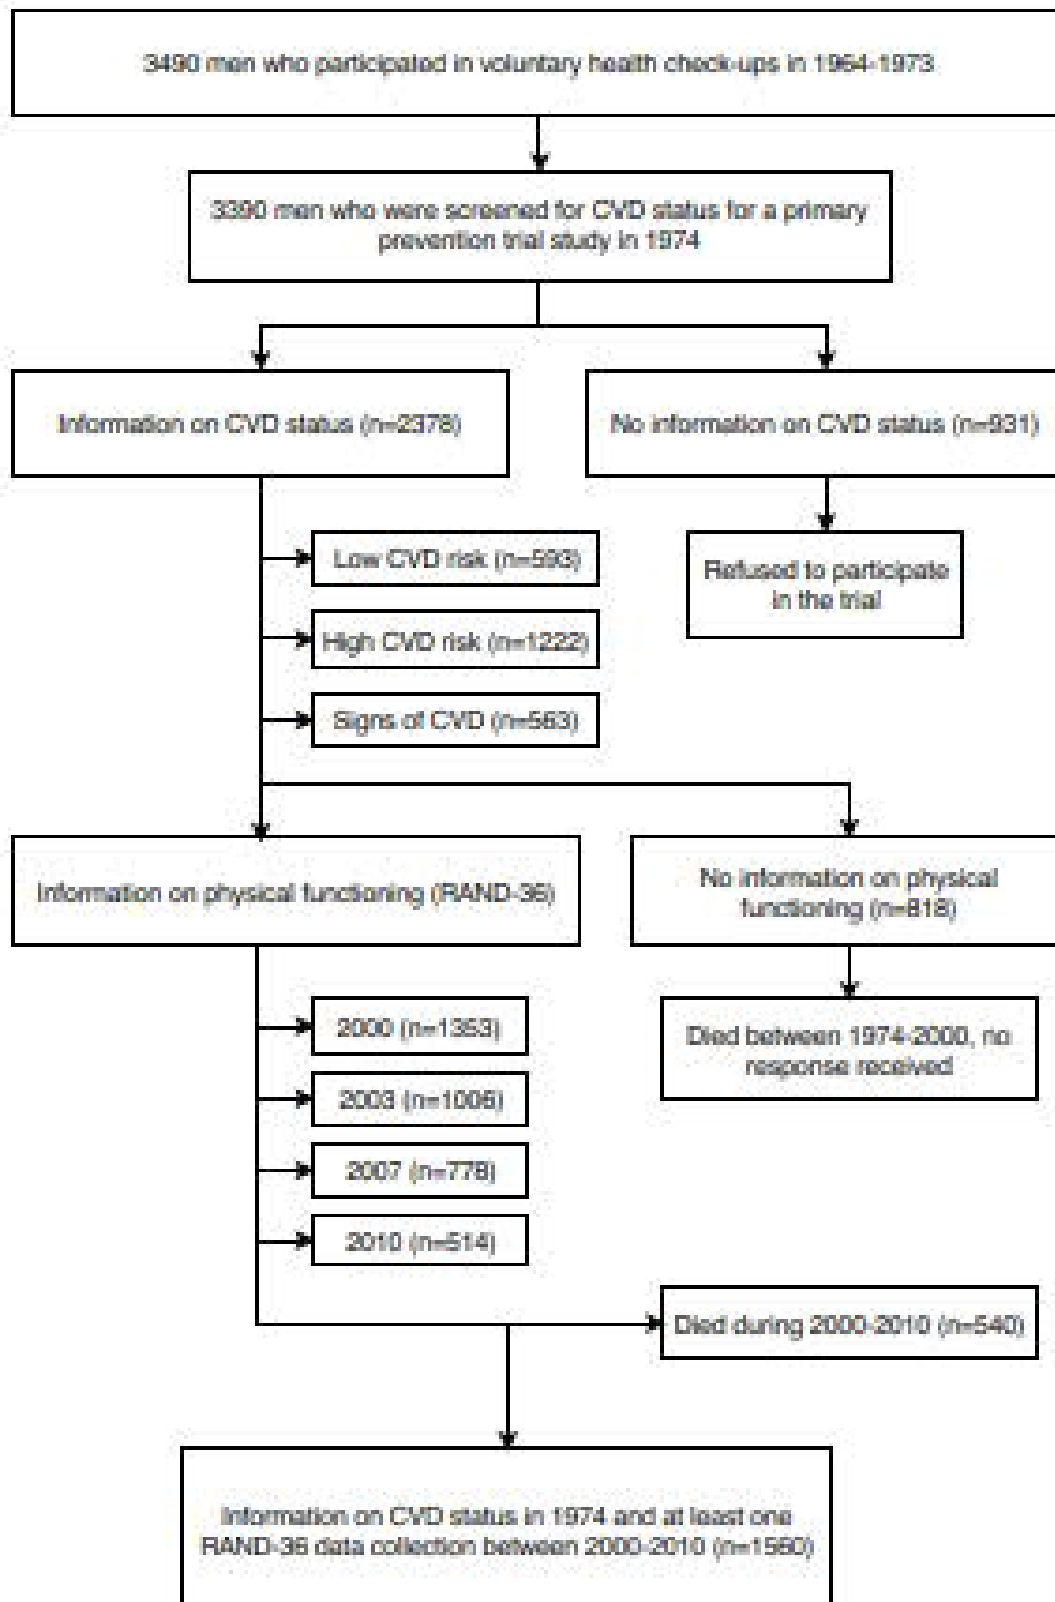 3490 men who participated in voluntary health check-ups in 1964-1973
3390 men who were screened for CVD status for a primary
prevention trial study in 1974
Information on CVD status (n=2378)
No information on CVD status (n=931)
Low CVD risk (n=593)
Refused to participate
in the trial
High CVD risk (n=1222)
Signs of CVD (n=563)
Information on physical functioning (RAND-36)
No information on physical
functioning (n=818)
2000 (n=1353)
Died between 1974-2000, no
response received
2003 (n=1006)
2007 (n=778)
2010 (n=514)
Died during 2000-2010 (n=540)
Information on CVD status in 1974 and at least one
RAND-36 data collection between 2000-2010 (n=1560)